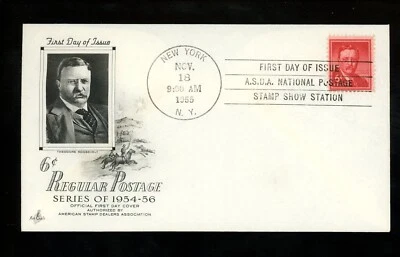 First Day of Issue
THEODORE ROOSEVELT
6¢
REGULAR POSTAGE
SERIES OF 1954-56
OFFICIAL FIRST DAY COVER
AUTHORIZED BY
AMERICAN STAMP DEALERS ASSOCIATION
NEW YORK
NOV.
18
9:00 AM
1955
N. Y.
FIRST DAY OF ISSUE
A.S.D.A. NATIONAL POSTAGE
STAMP SHOW STATION